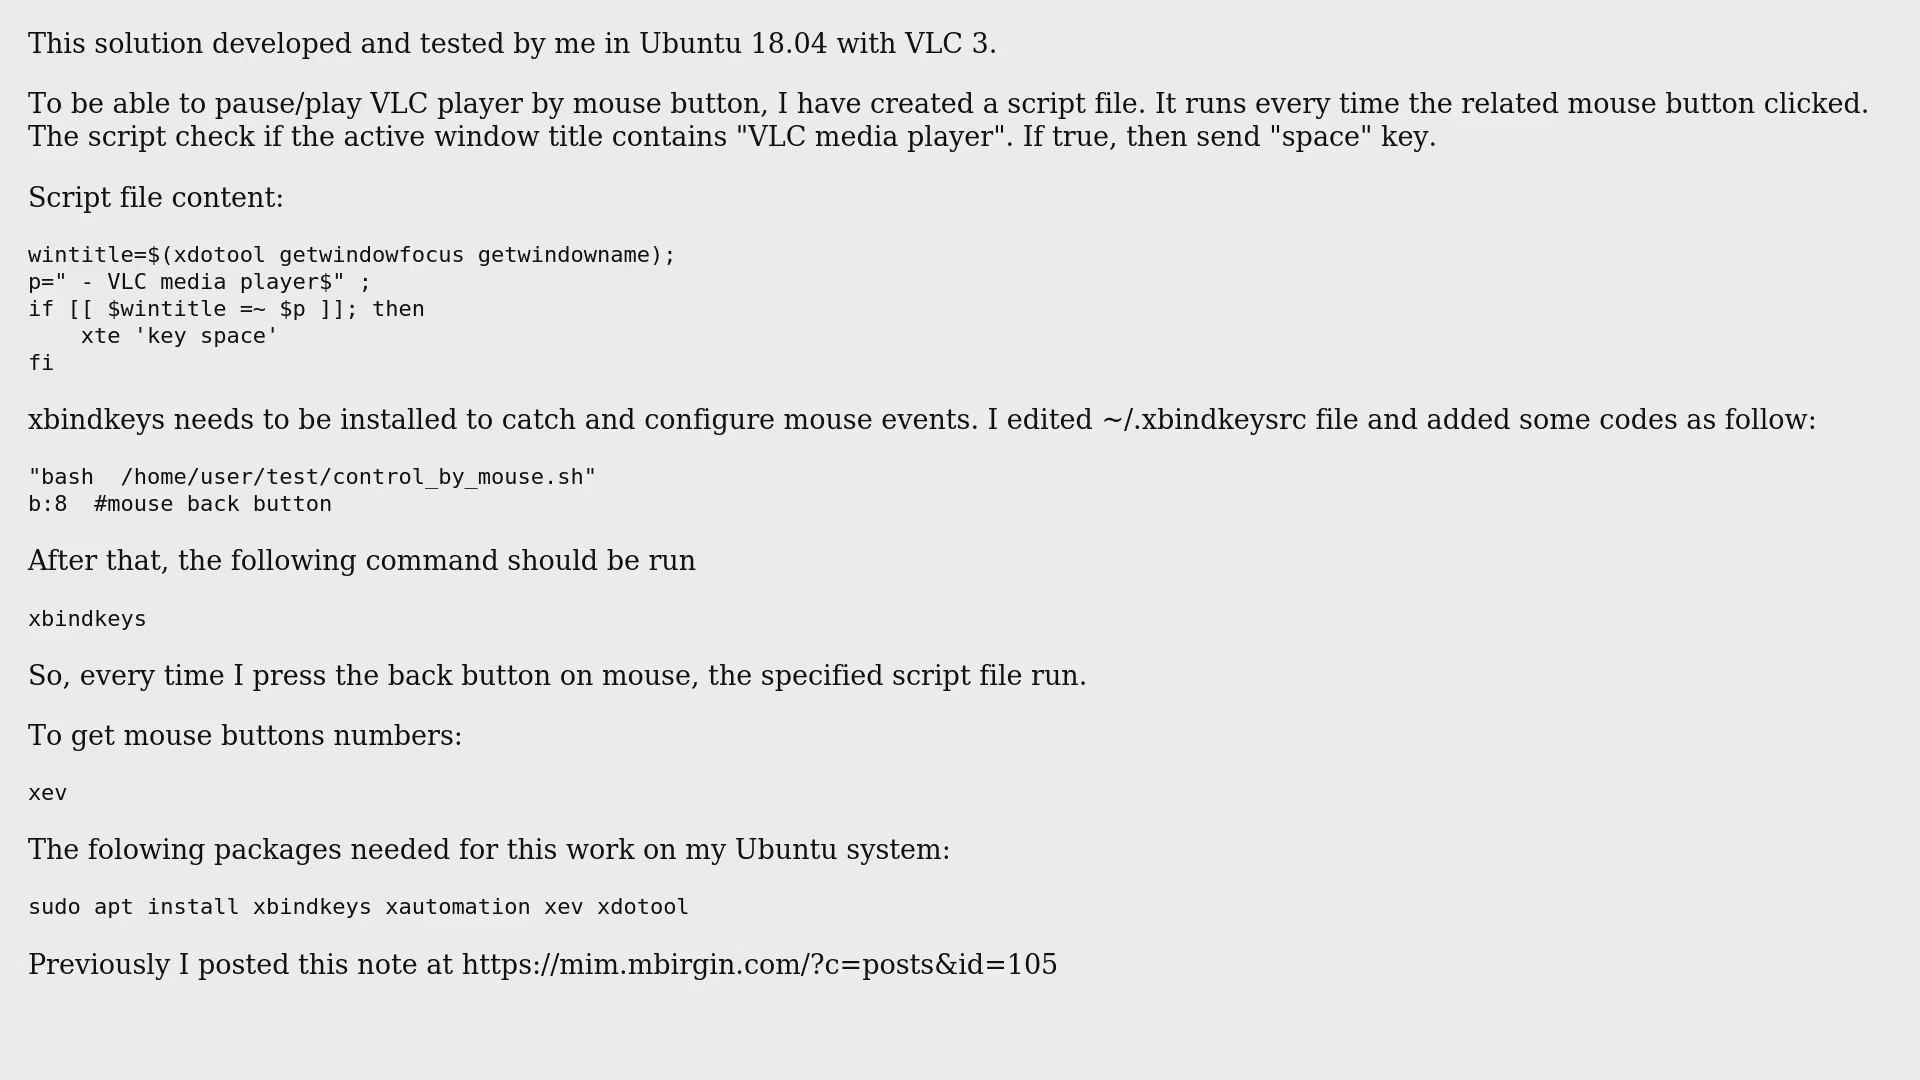 This solution developed and tested by me in Ubuntu 18.04 with VLC 3.
To be able to pause/play VLC player by mouse button, I have created a script file. It runs every time the related mouse button clicked.
The script check if the active window title contains "VLC media player". If true, then send "space" key.
Script file content:
wintitle=$(xdotool getwindowfocus getwindowname);
p=" - VLC media player$" ;
if [[ $wintitle =~ $p ]]; then
    xte 'key space'
fi
xbindkeys needs to be installed to catch and configure mouse events. I edited ~/.xbindkeysrc file and added some codes as follow:
"bash  /home/user/test/control_by_mouse.sh"
b:8  #mouse back button
After that, the following command should be run
xbindkeys
So, every time I press the back button on mouse, the specified script file run.
To get mouse buttons numbers:
xev
The folowing packages needed for this work on my Ubuntu system:
sudo apt install xbindkeys xautomation xev xdotool
Previously I posted this note at https://mim.mbirgin.com/?c=posts&id=105